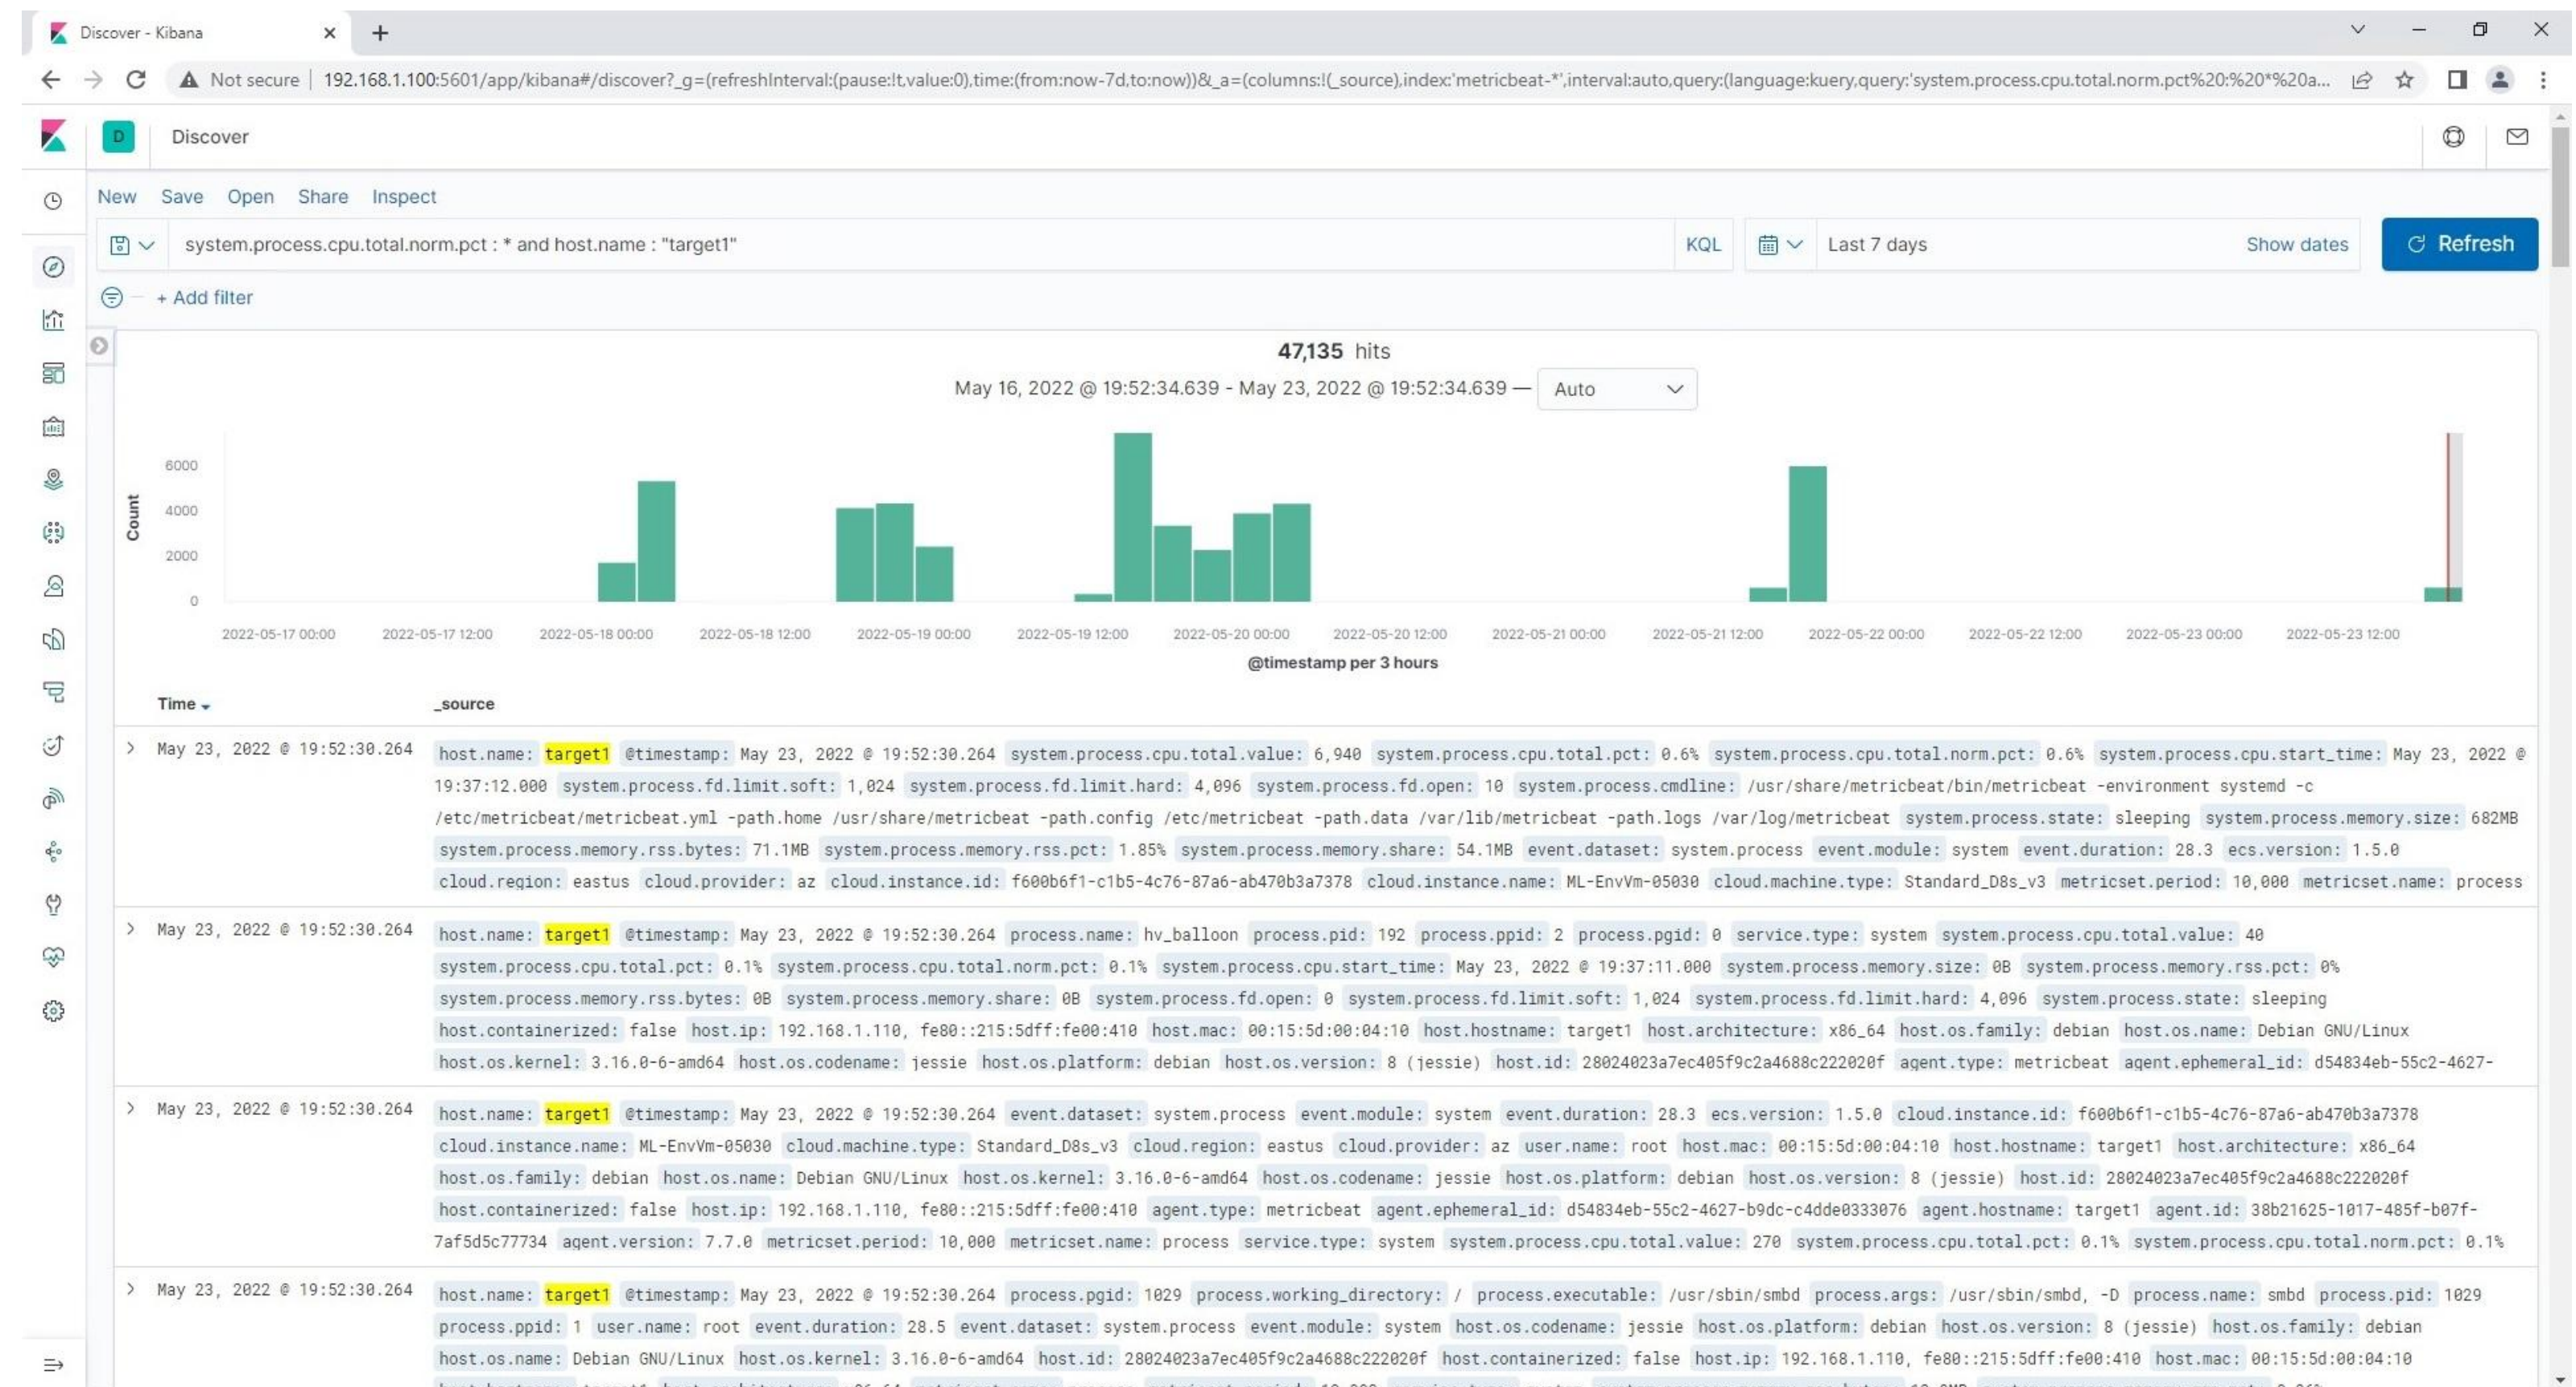 Discover - Kibana
Not secure | 192.168.1.100:5601/app/kibana#/discover?_g=(refreshInterval:(pause:!t,value:0),time:(from:now-7d,to:now))&_a=(columns:!(_source),index:'metricbeat-*',interval:auto,query:(language:kuery,query:'system.process.cpu.total.norm.pct%20:%20*%20a...
D Discover
New Save Open Share Inspect
system.process.cpu.total.norm.pct : * and host.name : "target1" KQL Last 7 days Show dates Refresh
+ Add filter
47,135 hits
May 16, 2022 @ 19:52:34.639 - May 23, 2022 @ 19:52:34.639 — Auto
Count
6000
4000
2000
0
2022-05-17 00:00 2022-05-17 12:00 2022-05-18 00:00 2022-05-18 12:00 2022-05-19 00:00 2022-05-19 12:00 2022-05-20 00:00 2022-05-20 12:00 2022-05-21 00:00 2022-05-21 12:00 2022-05-22 00:00 2022-05-22 12:00 2022-05-23 00:00 2022-05-23 12:00
@timestamp per 3 hours
Time _source
May 23, 2022 @ 19:52:30.264 host.name: target1 @timestamp: May 23, 2022 @ 19:52:30.264 system.process.cpu.total.value: 6,940 system.process.cpu.total.pct: 0.6% system.process.cpu.total.norm.pct: 0.6% system.process.cpu.start_time: May 23, 2022 @
19:37:12.000 system.process.fd.limit.soft: 1,024 system.process.fd.limit.hard: 4,096 system.process.fd.open: 10 system.process.cmdline: /usr/share/metricbeat/bin/metricbeat -environment systemd -c
/etc/metricbeat/metricbeat.yml -path.home /usr/share/metricbeat -path.config /etc/metricbeat -path.data /var/lib/metricbeat -path.logs /var/log/metricbeat system.process.state: sleeping system.process.memory.size: 682MB
system.process.memory.rss.bytes: 71.1MB system.process.memory.rss.pct: 1.85% system.process.memory.share: 54.1MB event.dataset: system.process event.module: system event.duration: 28.3 ecs.version: 1.5.0
cloud.region: eastus cloud.provider: az cloud.instance.id: f600b6f1-c1b5-4c76-87a6-ab470b3a7378 cloud.instance.name: ML-EnvVm-05030 cloud.machine.type: Standard_D8s_v3 metricset.period: 10,000 metricset.name: process
May 23, 2022 @ 19:52:30.264 host.name: target1 @timestamp: May 23, 2022 @ 19:52:30.264 process.name: hv_balloon process.pid: 192 process.ppid: 2 process.pgid: 0 service.type: system system.process.cpu.total.value: 40
system.process.cpu.total.pct: 0.1% system.process.cpu.total.norm.pct: 0.1% system.process.cpu.start_time: May 23, 2022 @ 19:37:11.000 system.process.memory.size: 0B system.process.memory.rss.pct: 0%
system.process.memory.rss.bytes: 0B system.process.memory.share: 0B system.process.fd.open: 0 system.process.fd.limit.soft: 1,024 system.process.fd.limit.hard: 4,096 system.process.state: sleeping
host.containerized: false host.ip: 192.168.1.110, fe80::215:5dff:fe00:410 host.mac: 00:15:5d:00:04:10 host.hostname: target1 host.architecture: x86_64 host.os.family: debian host.os.name: Debian GNU/Linux
host.os.kernel: 3.16.0-6-amd64 host.os.codename: jessie host.os.platform: debian host.os.version: 8 (jessie) host.id: 28024023a7ec405f9c2a4688c222020f agent.type: metricbeat agent.ephemeral_id: d54834eb-55c2-4627-
May 23, 2022 @ 19:52:30.264 host.name: target1 @timestamp: May 23, 2022 @ 19:52:30.264 event.dataset: system.process event.module: system event.duration: 28.3 ecs.version: 1.5.0 cloud.instance.id: f600b6f1-c1b5-4c76-87a6-ab470b3a7378
cloud.instance.name: ML-EnvVm-05030 cloud.machine.type: Standard_D8s_v3 cloud.region: eastus cloud.provider: az user.name: root host.mac: 00:15:5d:00:04:10 host.hostname: target1 host.architecture: x86_64
host.os.family: debian host.os.name: Debian GNU/Linux host.os.kernel: 3.16.0-6-amd64 host.os.codename: jessie host.os.platform: debian host.os.version: 8 (jessie) host.id: 28024023a7ec405f9c2a4688c222020f
host.containerized: false host.ip: 192.168.1.110, fe80::215:5dff:fe00:410 agent.type: metricbeat agent.ephemeral_id: d54834eb-55c2-4627-b9dc-c4dde0333076 agent.hostname: target1 agent.id: 38b21625-1017-485f-b07f-
7af5d5c77734 agent.version: 7.7.0 metricset.period: 10,000 metricset.name: process service.type: system system.process.cpu.total.value: 270 system.process.cpu.total.pct: 0.1% system.process.cpu.total.norm.pct: 0.1%
May 23, 2022 @ 19:52:30.264 host.name: target1 @timestamp: May 23, 2022 @ 19:52:30.264 process.pgid: 1029 process.working_directory: / process.executable: /usr/sbin/smbd process.args: /usr/sbin/smbd, -D process.name: smbd process.pid: 1029
process.ppid: 1 user.name: root event.duration: 28.5 event.dataset: system.process event.module: system host.os.codename: jessie host.os.platform: debian host.os.version: 8 (jessie) host.os.family: debian
host.os.name: Debian GNU/Linux host.os.kernel: 3.16.0-6-amd64 host.id: 28024023a7ec405f9c2a4688c222020f host.containerized: false host.ip: 192.168.1.110, fe80::215:5dff:fe00:410 host.mac: 00:15:5d:00:04:10